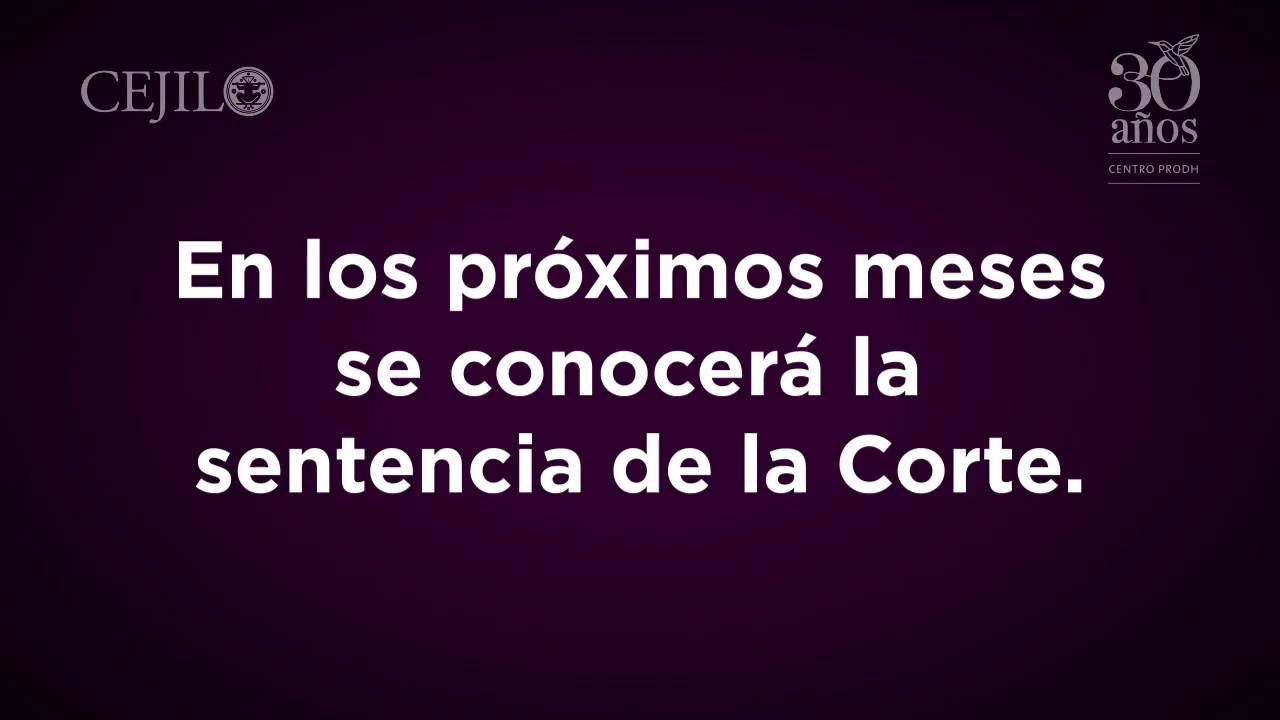 CEJIL
30
años
CENTRO PRODH
En los próximos meses
se conocerá la
sentencia de la Corte.